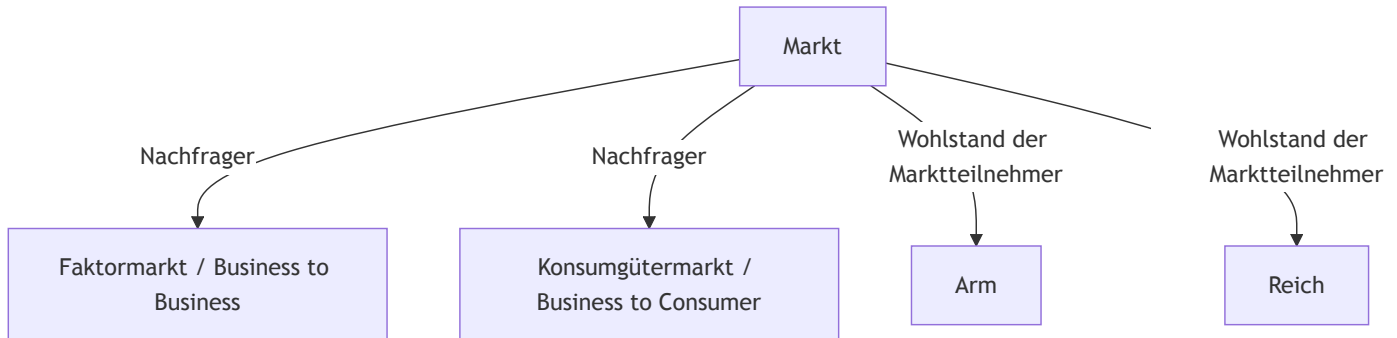 Markt
Nachfrager
Nachfrager
Wohlstand der
Marktteilnehmer
Wohlstand der
Marktteilnehmer
Faktormarkt / Business to
Business
Konsumgütermarkt /
Business to Consumer
Arm
Reich